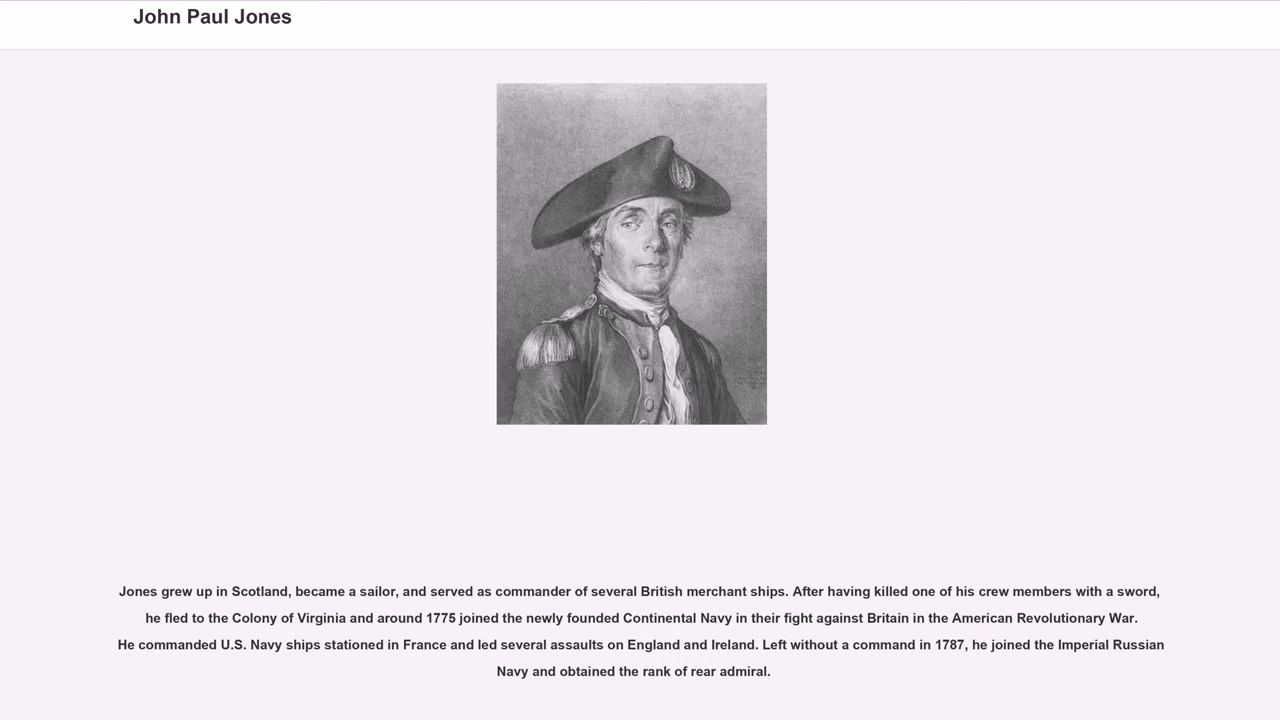 John Paul Jones
Jones grew up in Scotland, became a sailor, and served as commander of several British merchant ships. After having killed one of his crew members with a sword,
he fled to the Colony of Virginia and around 1775 joined the newly founded Continental Navy in their fight against Britain in the American Revolutionary War.
He commanded U.S. Navy ships stationed in France and led several assaults on England and Ireland. Left without a command in 1787, he joined the Imperial Russian
Navy and obtained the rank of rear admiral.